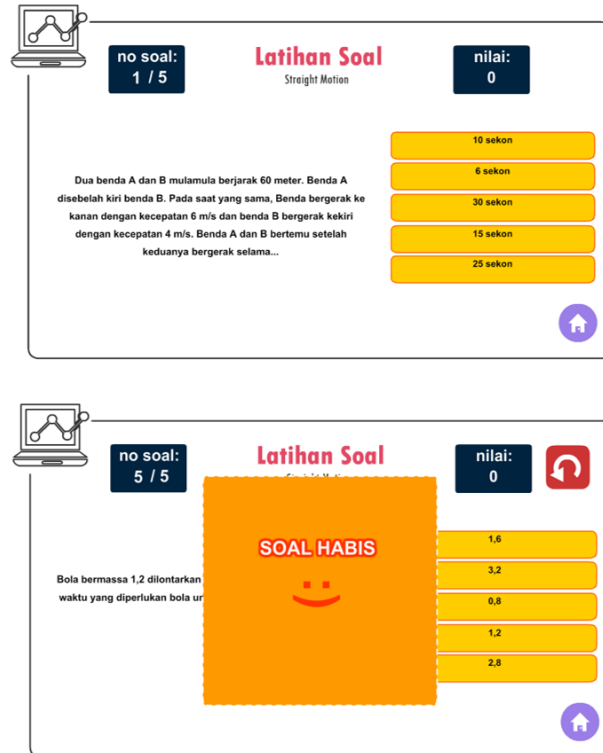 no soal:
1 / 5
Latihan Soal
Straight Motion
nilai:
0
Dua benda A dan B mulamula berjarak 60 meter. Benda A
disebelah kiri benda B. Pada saat yang sama, Benda bergerak ke
kanan dengan kecepatan 6 m/s dan benda B bergerak kekiri
dengan kecepatan 4 m/s. Benda A dan B bertemu setelah
keduanya bergerak selama...
10 sekon
6 sekon
30 sekon
15 sekon
25 sekon
no soal:
5 / 5
Latihan Soal
nilai:
0
SOAL HABIS
Bola bermassa 1,2 dilontarkan
waktu yang diperlukan bola
1,6
3,2
0,8
1,2
2,8